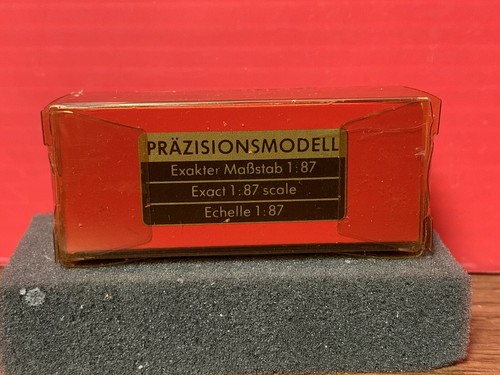 PRÄZISIONSMODELL
Exakter Maßstab 1:87
Exact 1:87 scale
Echelle 1:87